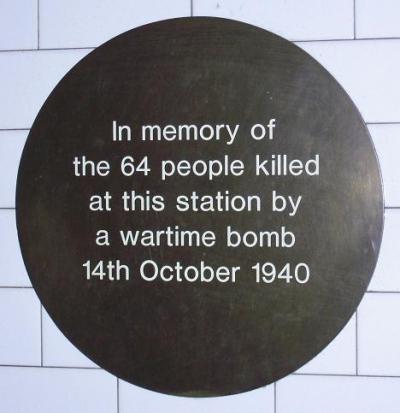 In memory of
the 64 people killed
at this station by
a wartime bomb
14th October 1940